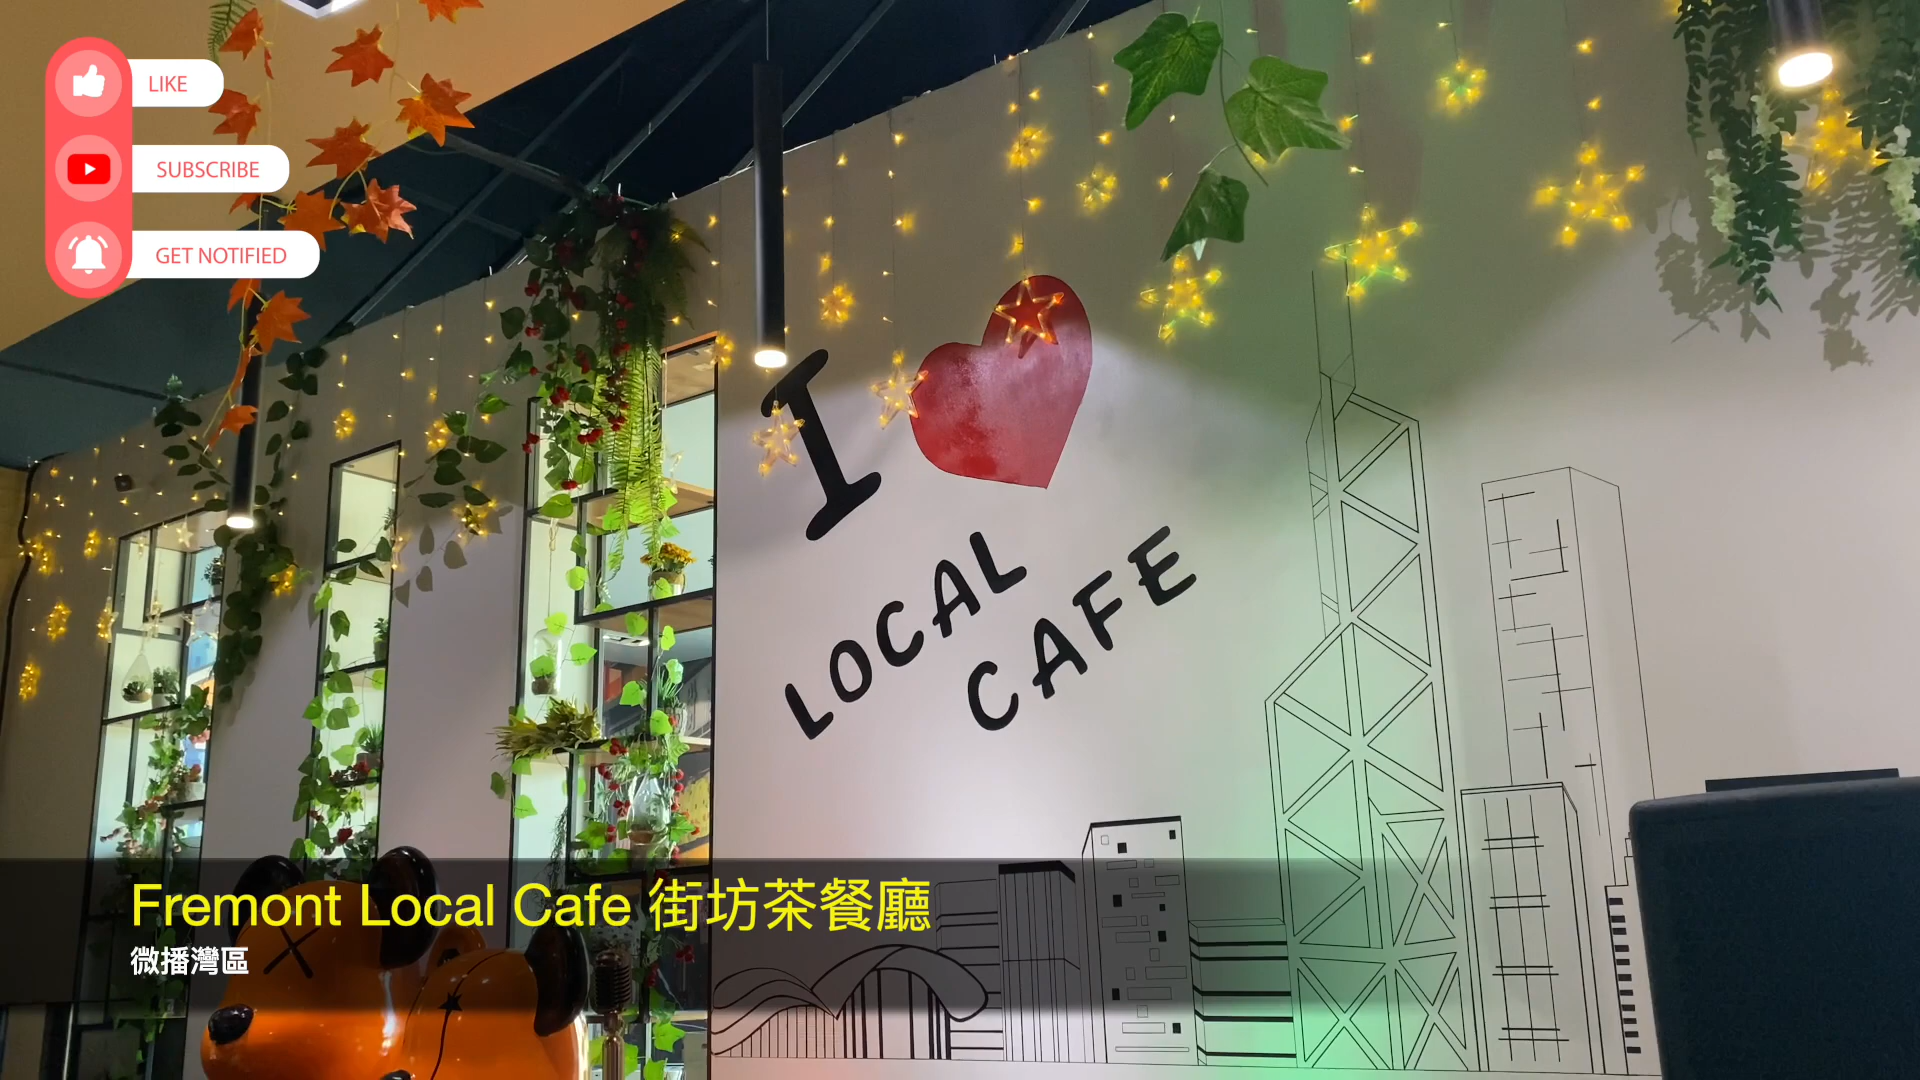 LIKE
SUBSCRIBE
GET NOTIFIED
I
LOCAL
CAFE
Fremont Local Cafe 街坊茶餐廳
微播灣區